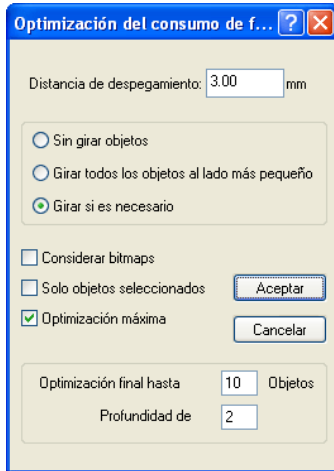 Optimización del consumo de f...
Distancia de despegamiento: 3.00 mm
Sin girar objetos
Girar todos los objetos al lado más pequeño
Girar si es necesario
Considerar bitmaps
Solo objetos seleccionados Aceptar
Optimización máxima
Cancelar
Optimización final hasta 10 Objetos
Profundidad de 2